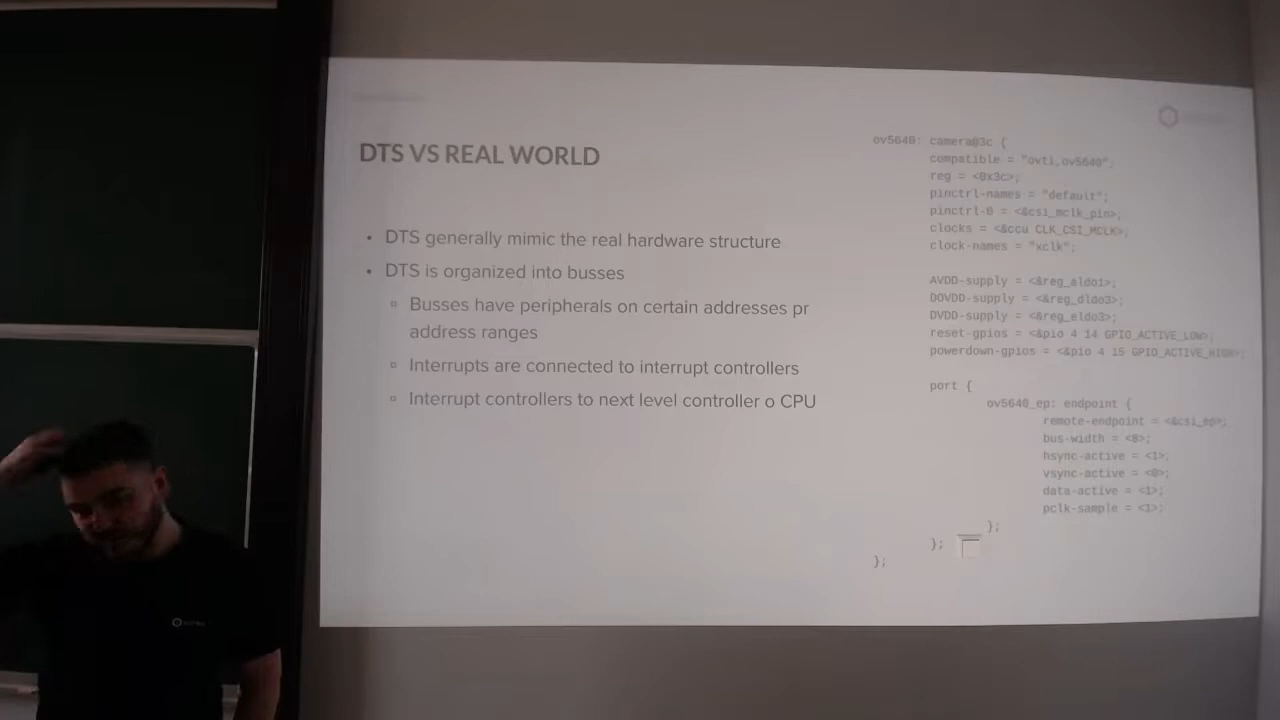 DTS VS REAL WORLD
• DTS generally mimic the real hardware structure
• DTS is organized into busses
▫ Busses have peripherals on certain addresses pr
address ranges
▫ Interrupts are connected to interrupt controllers
▫ Interrupt controllers to next level controller o CPU
ov5640: camera@3c {
compatible = "ovti,ov5640";
reg = <0x3c>;
pinctrl-names = "default";
pinctrl-0 = <&csi_mclk_pin>;
clocks = <&ccu CLK_CSI_MCLK>;
clock-names = "xclk";
AVDD-supply = <&reg_aldo1>;
DOVDD-supply = <&reg_dldo3>;
DVDD-supply = <&reg_eldo3>;
reset-gpios = <&pio 4 14 GPIO_ACTIVE_LOW>;
powerdown-gpios = <&pio 4 15 GPIO_ACTIVE_HIGH>;
port {
ov5640_ep: endpoint {
remote-endpoint = <&csi_ep>;
bus-width = <8>;
hsync-active = <1>;
vsync-active = <0>;
data-active = <1>;
pclk-sample = <1>;
};
};
};